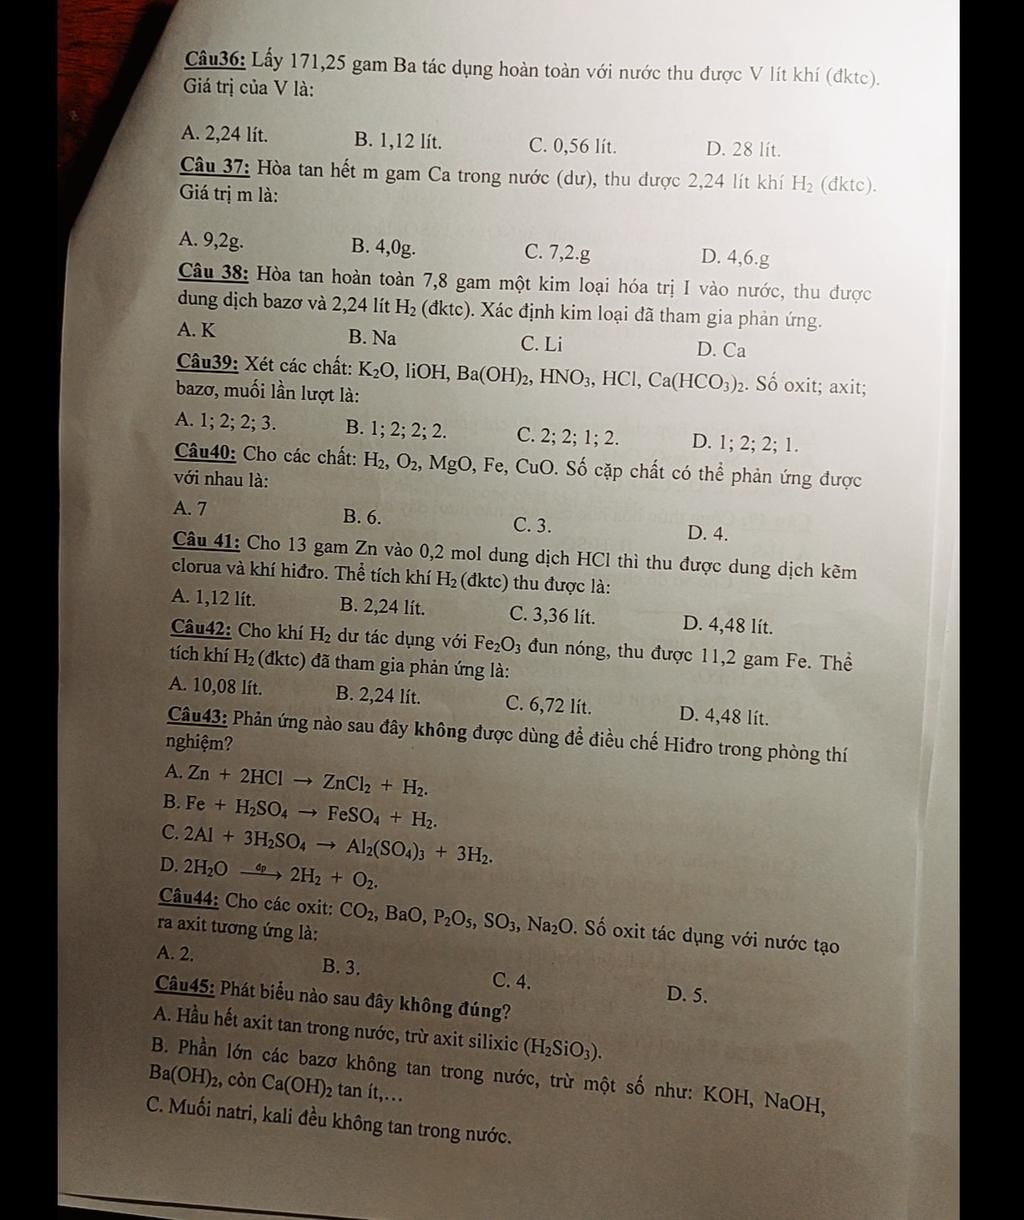 Câu36: Lấy 171,25 gam Ba tác dụng hoàn toàn với nước thu được V lít khí (đktc).
Giá trị của V là:
A. 2,24 lít. B. 1,12 lít. C. 0,56 lít. D. 28 lít.
Câu 37: Hòa tan hết m gam Ca trong nước (dư), thu được 2,24 lít khí H₂ (đktc).
Giá trị m là:
A. 9,2g. B. 4,0g. C. 7,2.g D. 4,6.g
Câu 38: Hòa tan hoàn toàn 7,8 gam một kim loại hóa trị I vào nước, thu được
dung dịch bazơ và 2,24 lít H₂ (đktc). Xác định kim loại đã tham gia phản ứng.
A. K B. Na C. Li D. Ca
Câu39: Xét các chất: K₂O, liOH, Ba(OH)₂, HNO₃, HCl, Ca(HCO₃)₂. Số oxit; axit;
bazơ, muối lần lượt là:
A. 1; 2; 2; 3. B. 1; 2; 2; 2. C. 2; 2; 1; 2. D. 1; 2; 2; 1.
Câu40: Cho các chất: H₂, O₂, MgO, Fe, CuO. Số cặp chất có thể phản ứng được
với nhau là:
A. 7 B. 6. C. 3. D. 4.
Câu 41: Cho 13 gam Zn vào 0,2 mol dung dịch HCl thì thu được dung dịch kẽm
clorua và khí hiđro. Thể tích khí H₂ (đktc) thu được là:
A. 1,12 lít. B. 2,24 lít. C. 3,36 lít. D. 4,48 lít.
Câu42: Cho khí H₂ dư tác dụng với Fe₂O₃ đun nóng, thu được 11,2 gam Fe. Thể
tích khí H₂ (đktc) đã tham gia phản ứng là:
A. 10,08 lít. B. 2,24 lít. C. 6,72 lít. D. 4,48 lít.
Câu43: Phản ứng nào sau đây không được dùng để điều chế Hiđro trong phòng thí
nghiệm?
A. Zn + 2HCl → ZnCl₂ + H₂.
B. Fe + H₂SO₄ → FeSO₄ + H₂.
C. 2Al + 3H₂SO₄ → Al₂(SO₄)₃ + 3H₂.
D. 2H₂O đp→ 2H₂ + O₂.
Câu44: Cho các oxit: CO₂, BaO, P₂O₅, SO₃, Na₂O. Số oxit tác dụng với nước tạo
ra axit tương ứng là:
A. 2. B. 3. C. 4. D. 5.
Câu45: Phát biểu nào sau đây không đúng?
A. Hầu hết axit tan trong nước, trừ axit silixic (H₂SiO₃).
B. Phần lớn các bazơ không tan trong nước, trừ một số như: KOH, NaOH,
Ba(OH)₂, còn Ca(OH)₂ tan ít,…
C. Muối natri, kali đều không tan trong nước.